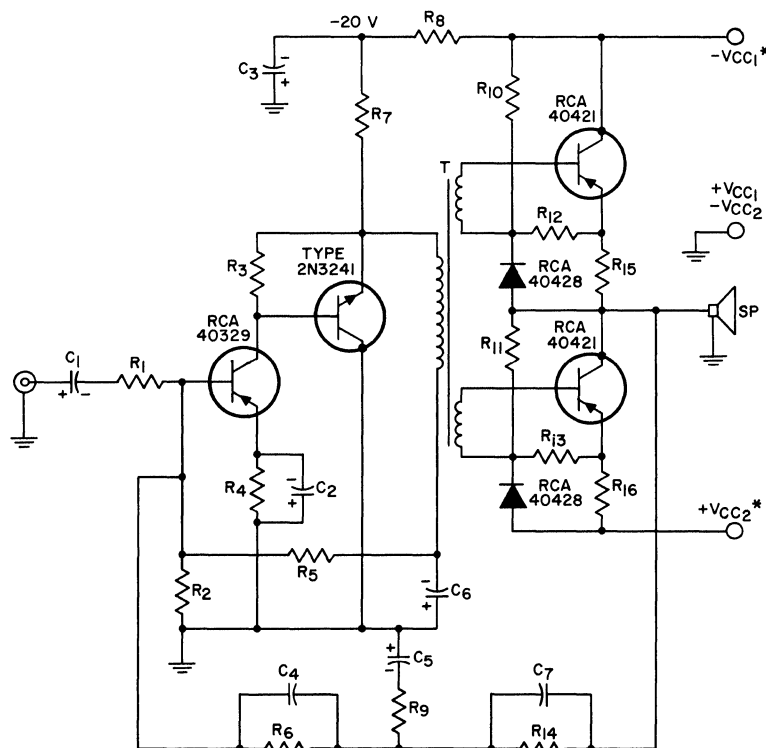 -20 V
R8
-VCC1*
C3
- +
R10
RCA
40421
R7
T
+VCC1
-VCC2
R12
R3
TYPE
2N3241
RCA
40428
R15
SP
RCA
40329
R11
RCA
40421
C1
+ -
R1
R13
R4
- +
C2
RCA
40428
R16
+VCC2*
R5
R2
- +
C6
+ -
C5
C4
C7
R9
R6
R14